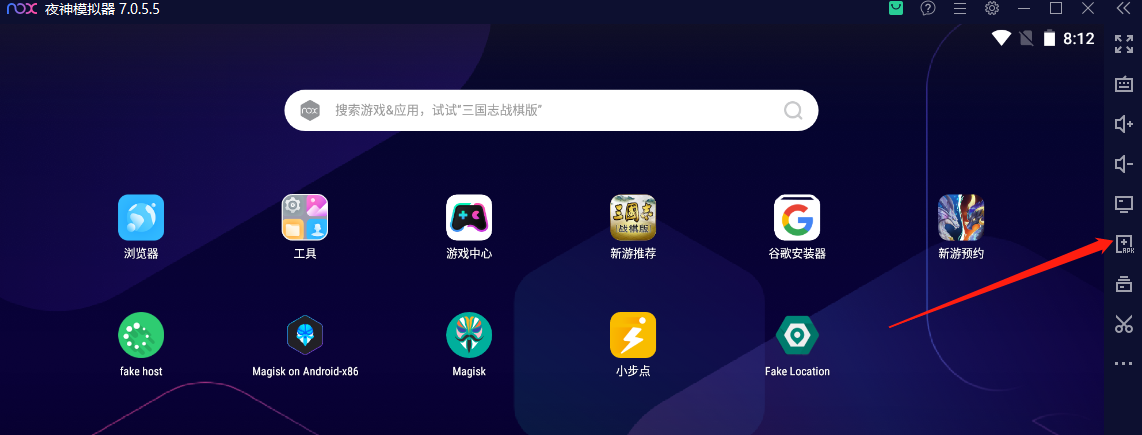 nox 夜神模拟器 7.0.5.5
8:12
nox 搜索游戏&应用，试试"三国志战棋版"
三國志
战棋版
浏览器 工具 游戏中心 新游推荐 谷歌安装器 新游预约
APK
fake host Magisk on Android-x86 Magisk 小步点 Fake Location